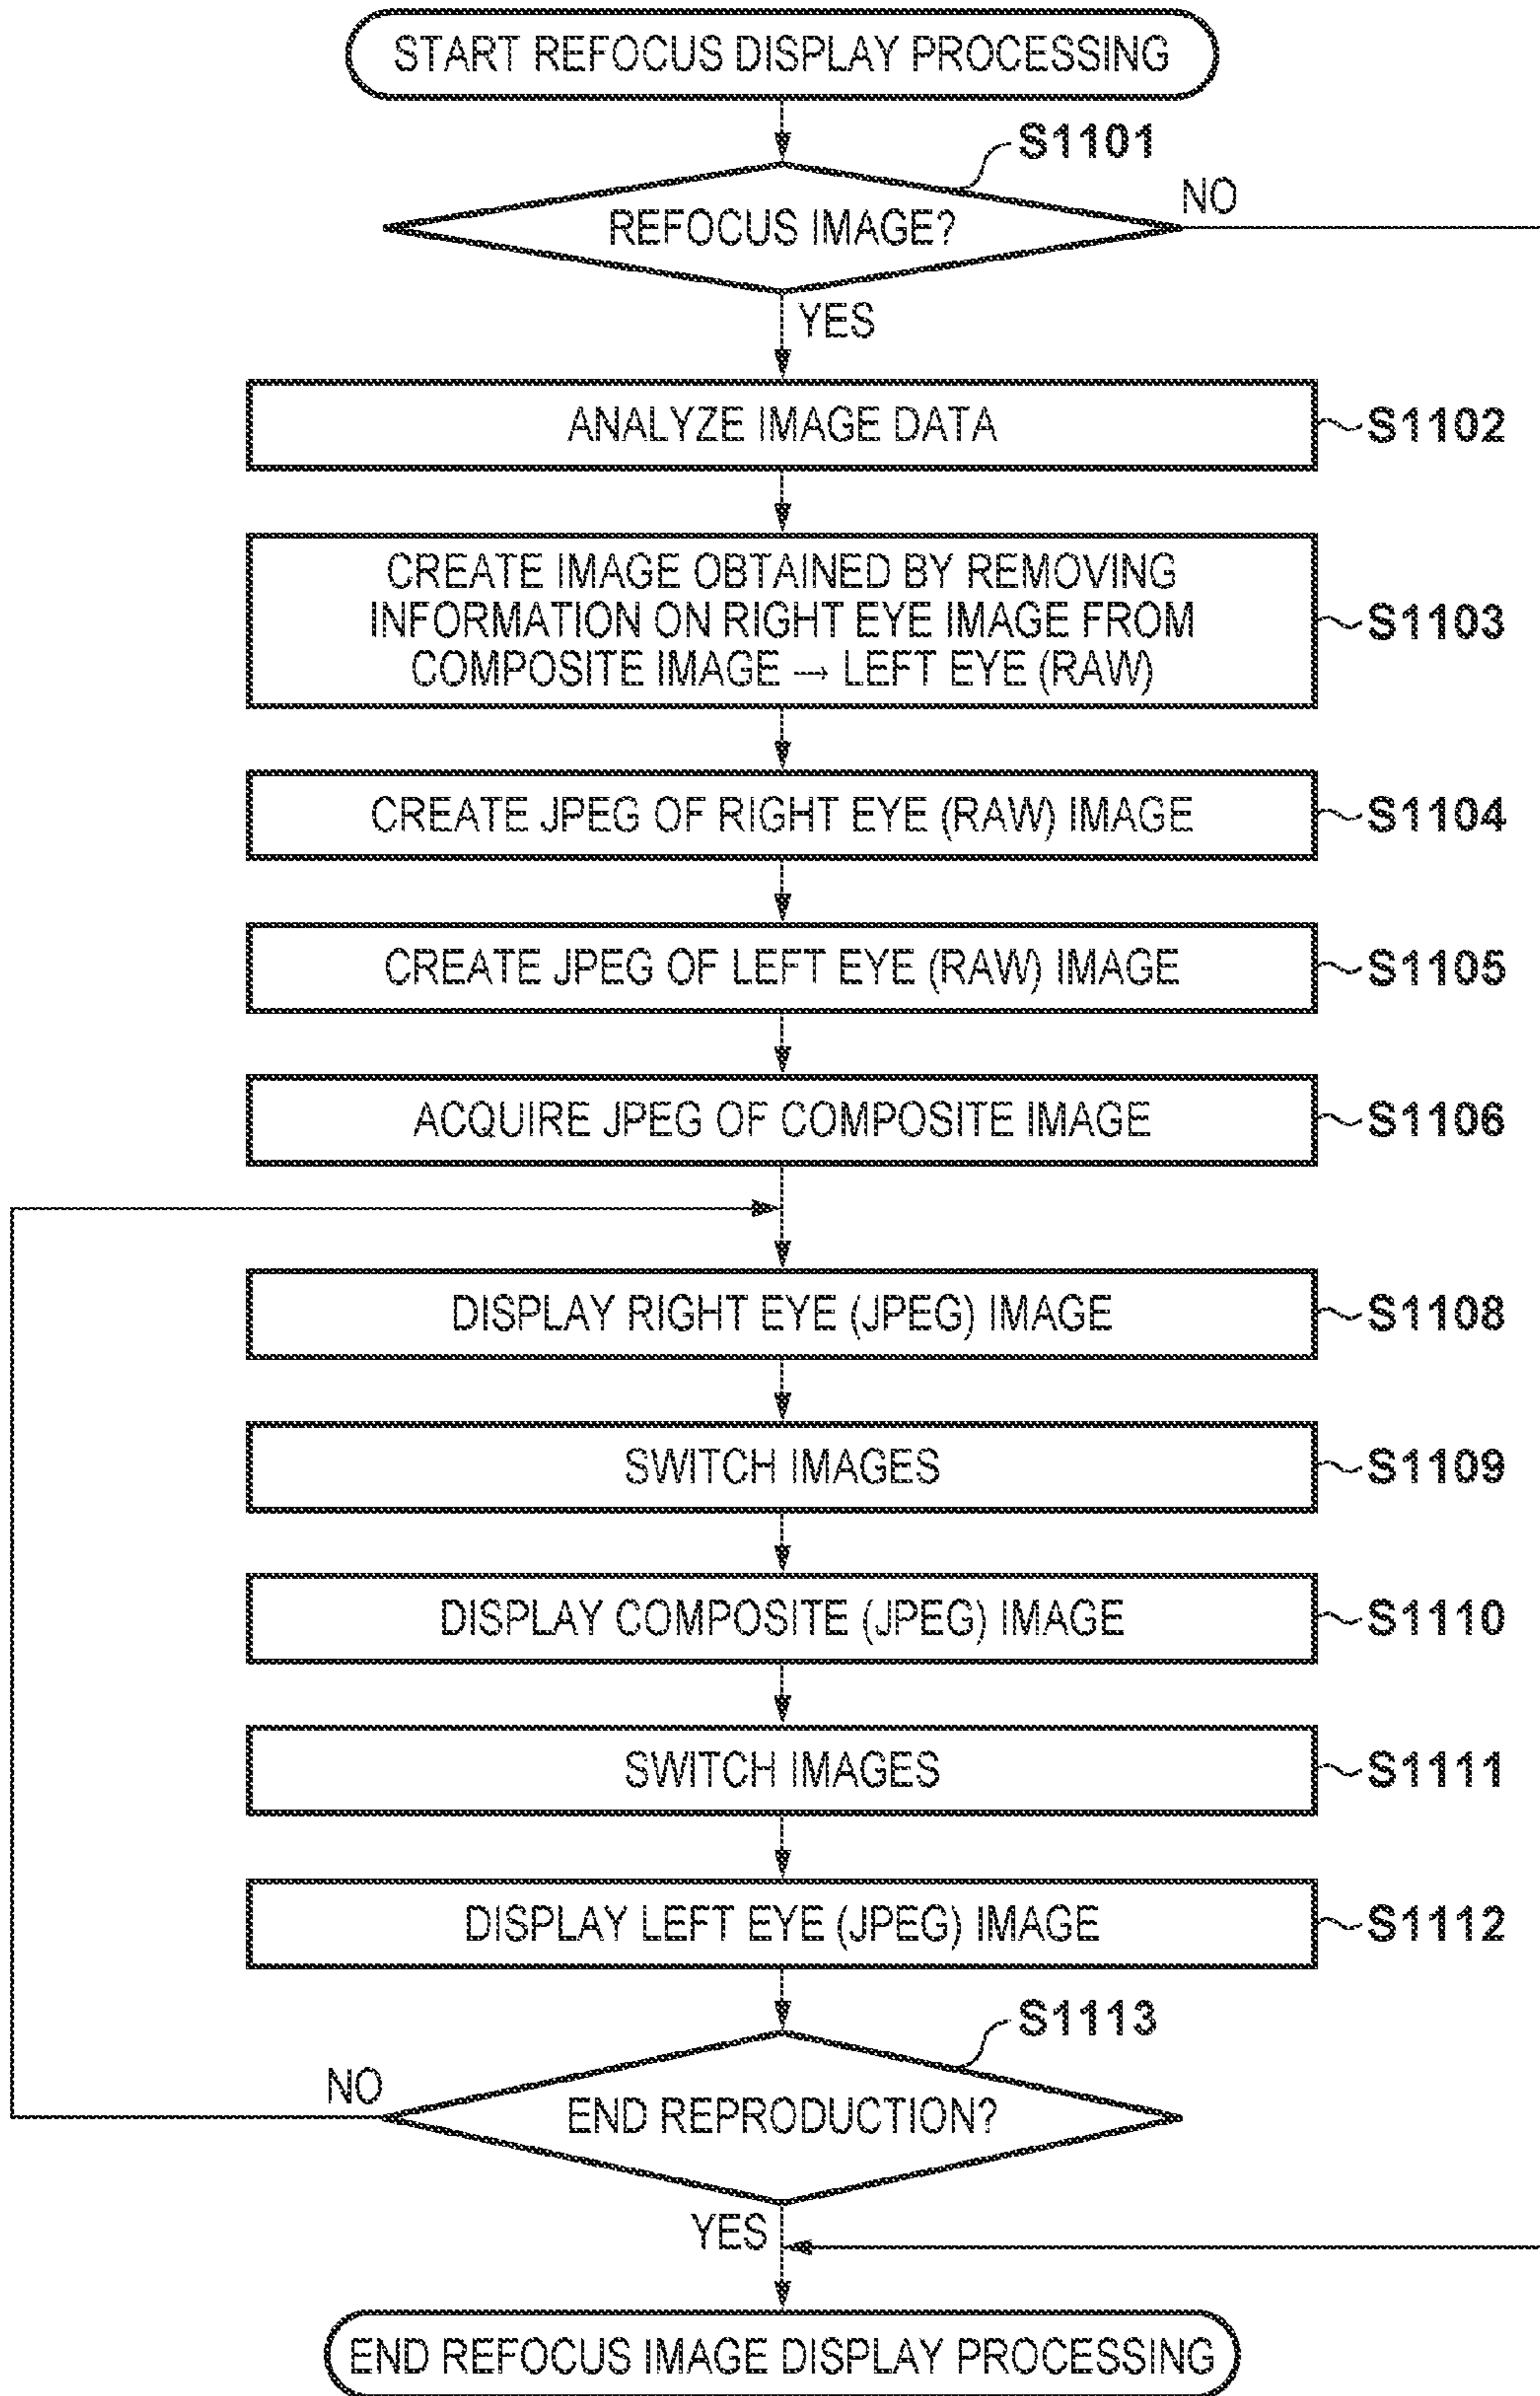 START REFOCUS DISPLAY PROCESSING
S1101
REFOCUS IMAGE?
NO
YES
ANALYZE IMAGE DATA
S1102
CREATE IMAGE OBTAINED BY REMOVING
INFORMATION ON RIGHT EYE IMAGE FROM
COMPOSITE IMAGE → LEFT EYE (RAW)
S1103
CREATE JPEG OF RIGHT EYE (RAW) IMAGE
S1104
CREATE JPEG OF LEFT EYE (RAW) IMAGE
S1105
ACQUIRE JPEG OF COMPOSITE IMAGE
S1106
DISPLAY RIGHT EYE (JPEG) IMAGE
S1108
SWITCH IMAGES
S1109
DISPLAY COMPOSITE (JPEG) IMAGE
S1110
SWITCH IMAGES
S1111
DISPLAY LEFT EYE (JPEG) IMAGE
S1112
S1113
NO
END REPRODUCTION?
YES
END REFOCUS IMAGE DISPLAY PROCESSING